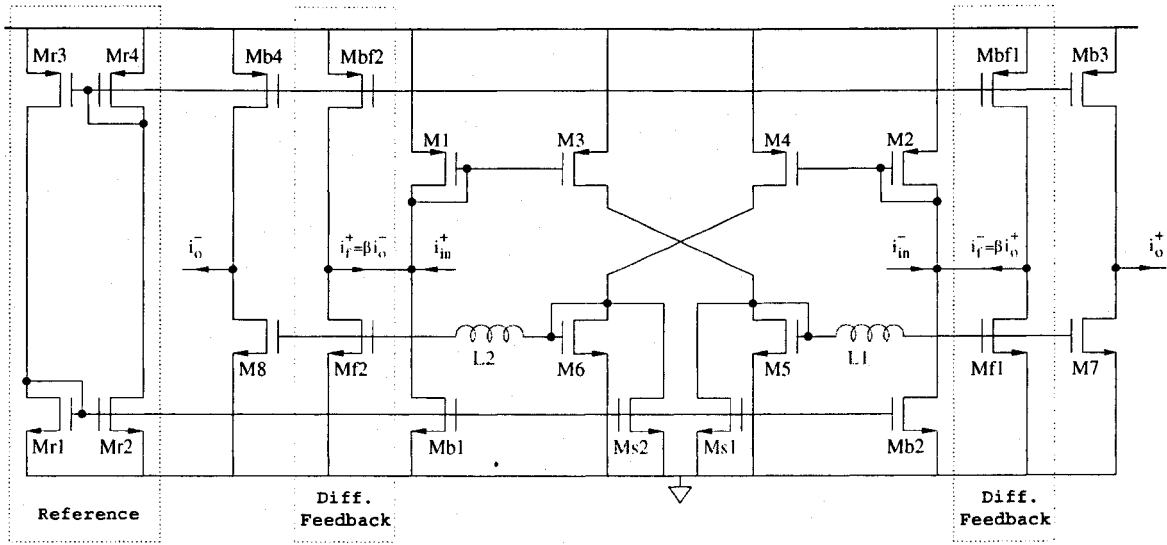 Mr3 Mr4 Mb4 Mbf2 Mbf1 Mb3
M1 M3 M4 M2
i_o^- i_f^+=βi_o^- i_in^+ i_in^- i_f^-=βi_o^+ i_o^+
M8 Mf2 L2 M6 M5 L1 Mf1 M7
Mr1 Mr2 Mb1 Ms2 Ms1 Mb2
Reference
Diff.
Feedback
Diff.
Feedback